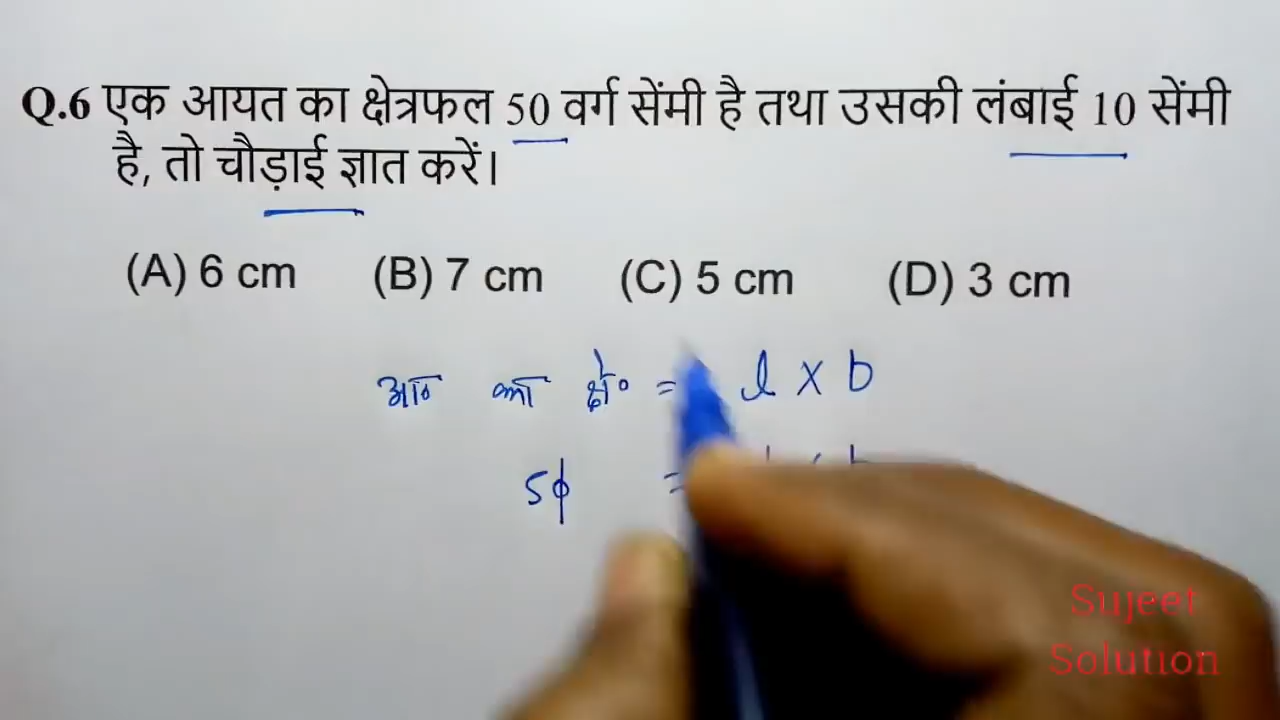 Q.6 एक आयत का क्षेत्रफल 50 वर्ग सेंमी है तथा उसकी लंबाई 10 सेंमी
है, तो चौड़ाई ज्ञात करें।
(A) 6 cm (B) 7 cm (C) 5 cm (D) 3 cm
आ० का क्षे० = l × b
50 =
Sujeet
Solution